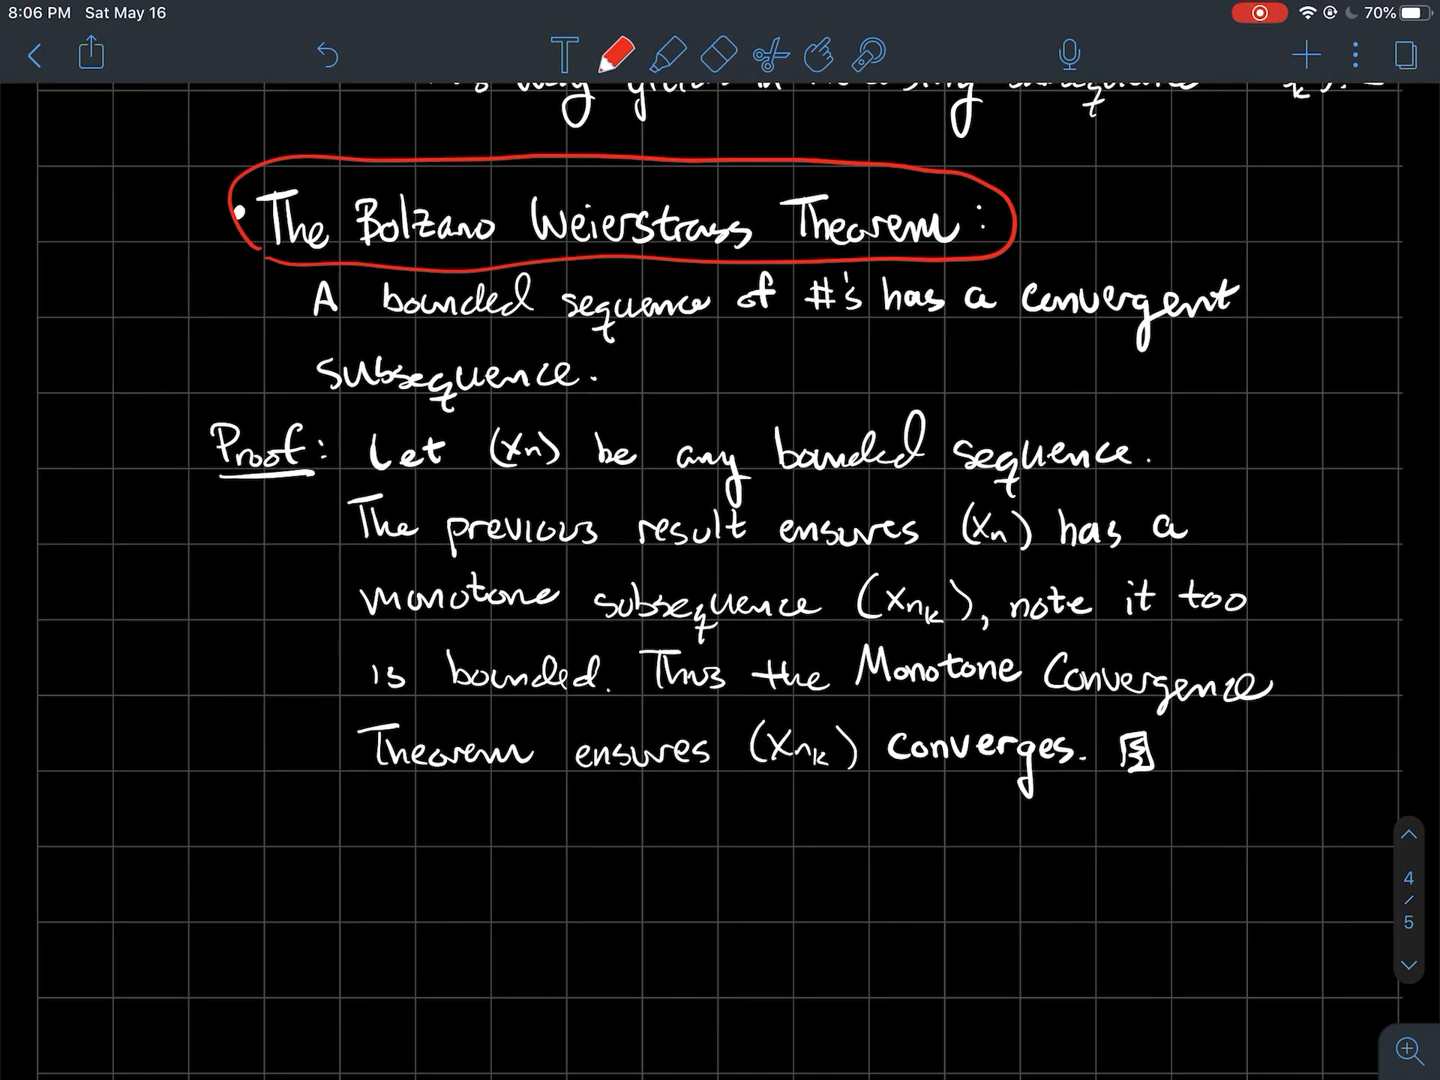 8:06 PM Sat May 16
70%
subsequence
• The Bolzano Weierstrass Theorem:
A bounded sequence of #'s has a convergent
subsequence.
Proof: Let (xn) be any bounded sequence.
The previous result ensures (xn) has a
monotone subsequence (xnk), note it too
is bounded. Thus the Monotone Convergence
Theorem ensures (xnk) converges.
4
/
5